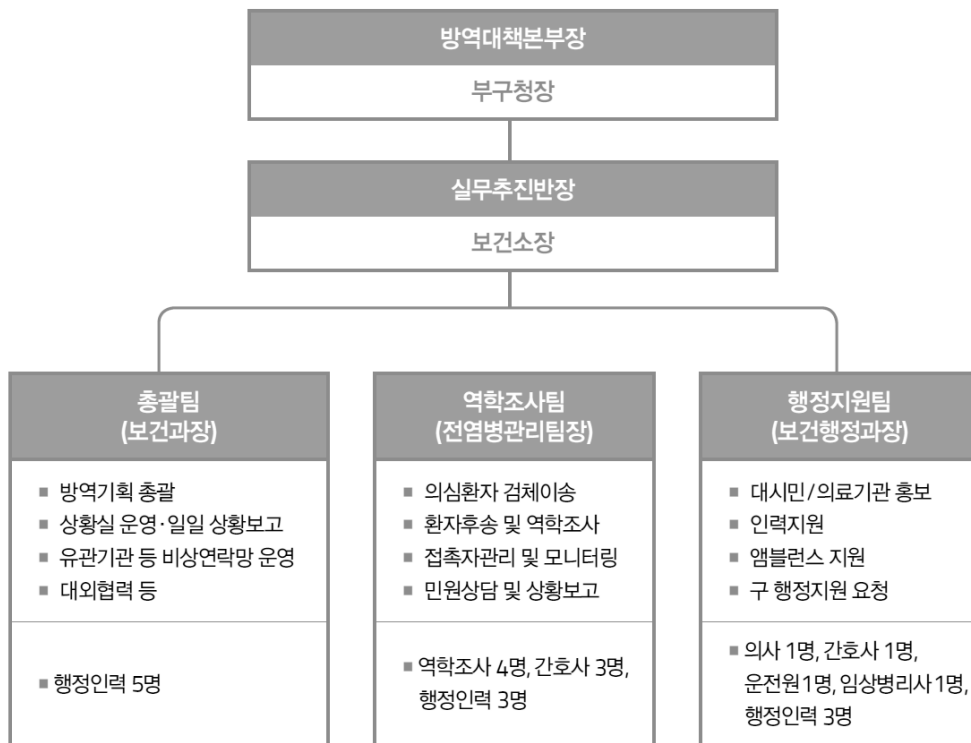 방역대책본부장
부구청장
실무추진반장
보건소장
총괄팀
(보건과장)
■ 방역기획 총괄
■ 상황실 운영·일일 상황보고
■ 유관기관 등 비상연락망 운영
■ 대외협력 등
■ 행정인력 5명
역학조사팀
(전염병관리팀장)
■ 의심환자 검체이송
■ 환자후송 및 역학조사
■ 접촉자관리 및 모니터링
■ 민원상담 및 상황보고
■ 역학조사 4명, 간호사 3명,
행정인력 3명
행정지원팀
(보건행정과장)
■ 대시민/의료기관 홍보
■ 인력지원
■ 앰블런스 지원
■ 구 행정지원 요청
■ 의사 1명, 간호사 1명,
운전원 1명, 임상병리사 1명,
행정인력 3명